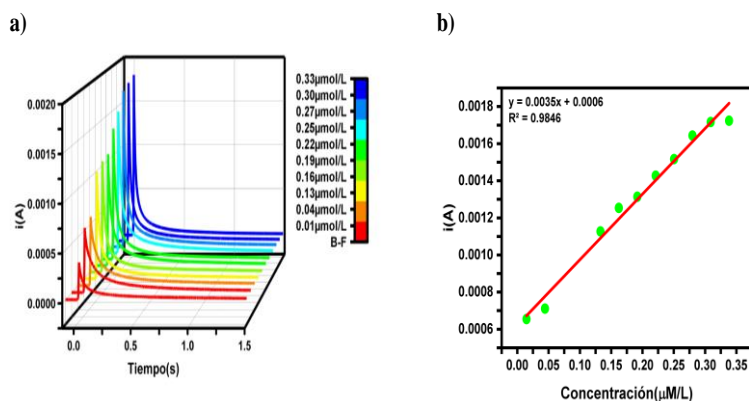 a)
0.0020
0.0015
0.0010
0.0005
0.0000
i(A)
0.0
0.5
1.0
1.5
Tiempo(s)
0.33µmol/L
0.30µmol/L
0.27µmol/L
0.25µmol/L
0.22µmol/L
0.19µmol/L
0.16µmol/L
0.13µmol/L
0.04µmol/L
0.01µmol/L
B-F
b)
y = 0.0035x + 0.0006
R² = 0.9846
0.0018
0.0016
0.0014
0.0012
0.0010
0.0008
0.0006
i(A)
0.00 0.05 0.10 0.15 0.20 0.25 0.30 0.35
Concentración(µM/L)